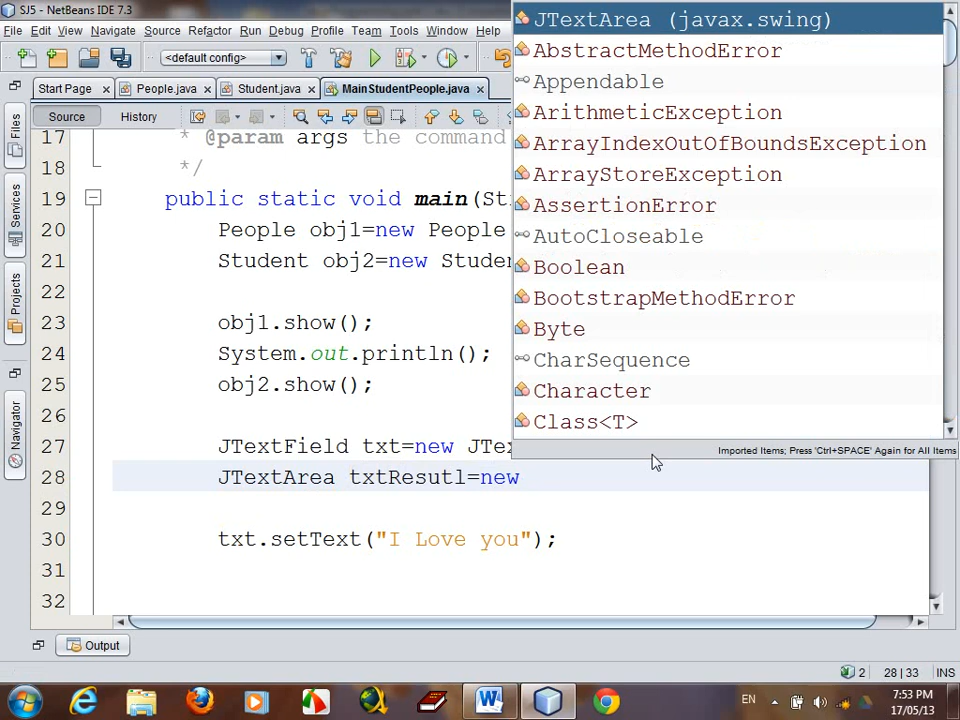 SJ5 - NetBeans IDE 7.3
File Edit View Navigate Source Refactor Run Debug Profile Team Tools Window Help
<default config>
Start Page People.java Student.java MainStudentPeople.java
Source History
Files
Services
Projects
Navigator
17 * @param args the command
18 */
19 public static void main(St
20 People obj1=new People
21 Student obj2=new Studen
22
23 obj1.show();
24 System.out.println();
25 obj2.show();
27 JTextField txt=new JTe
28 JTextArea txtResutl=new
29
30 txt.setText("I Love you");
31
32
JTextArea (javax.swing)
AbstractMethodError
Appendable
ArithmeticException
ArrayIndexOutOfBoundsException
ArrayStoreException
AssertionError
AutoCloseable
Boolean
BootstrapMethodError
Byte
CharSequence
Character
Class<T>
Imported Items; Press 'Ctrl+SPACE' Again for All Items
Output
2 28|33 INS
EN
7:53 PM
17/05/13